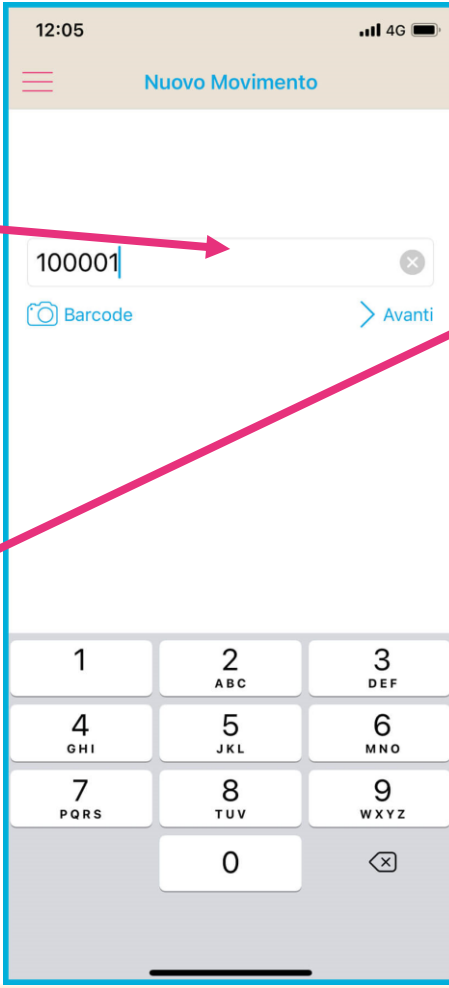 12:05 4G
Nuovo Movimento
100001
Barcode Avanti
1 2 3
ABC DEF
4 5 6
GHI JKL MNO
7 8 9
PQRS TUV WXYZ
0